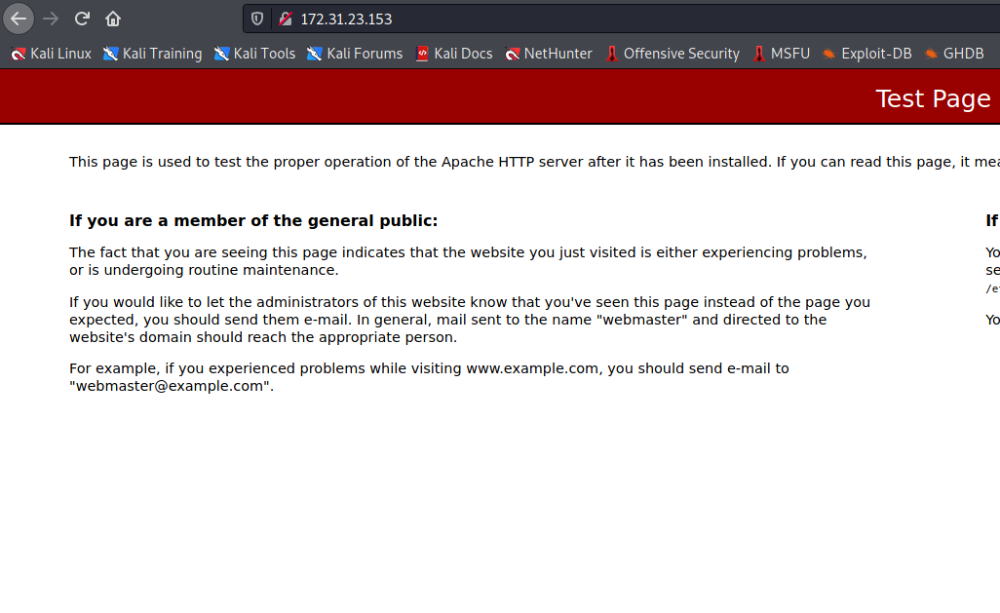 172.31.23.153
Kali Linux Kali Training Kali Tools Kali Forums Kali Docs NetHunter Offensive Security MSFU Exploit-DB GHDB
Test Page
This page is used to test the proper operation of the Apache HTTP server after it has been installed. If you can read this page, it mea
If you are a member of the general public:
The fact that you are seeing this page indicates that the website you just visited is either experiencing problems,
or is undergoing routine maintenance.
If you would like to let the administrators of this website know that you've seen this page instead of the page you
expected, you should send them e-mail. In general, mail sent to the name "webmaster" and directed to the
website's domain should reach the appropriate person.
For example, if you experienced problems while visiting www.example.com, you should send e-mail to
"webmaster@example.com".
If
Yo
se
/e
Yo